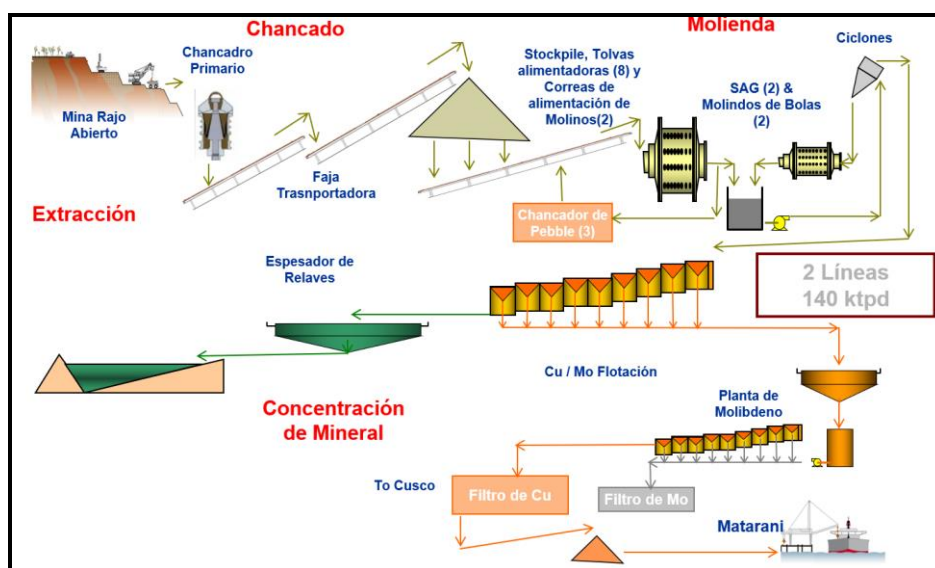 Chancado
Molienda
Chancadro
Primario
Mina Rajo
Abierto
Stockpile, Tolvas
alimentadoras (8) y
Correas de
alimentación de
Molinos(2)
Ciclones
SAG (2) &
Molindos de Bolas
(2)
Faja
Trasnportadora
Extracción
Chancador de
Pebble (3)
Espesador de
Relaves
2 Líneas
140 ktpd
Cu / Mo Flotación
Concentración
de Mineral
Planta de
Molibdeno
To Cusco
Filtro de Cu
Filtro de Mo
Matarani